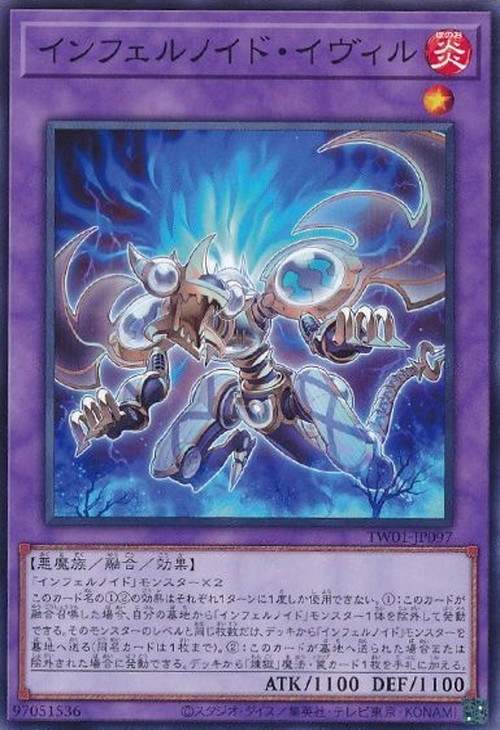 インフェルノイド・イヴィル
ほのお
炎
TW01-JP097
【悪魔族/融合/効果】
「インフェルノイド」モンスター×2
このカード名の①②の効果はそれぞれ1ターンに1度しか使用できない。①:このカードが
融合召喚した場合、自分の墓地から「インフェルノイド」モンスター1体を除外して発動
できる。そのモンスターのレベルと同じ枚数だけ、デッキから「インフェルノイド」モンスターを
墓地へ送る(同名カードは1枚まで)。②:このカードが墓地へ送られた場合または
除外された場合に発動できる。デッキから「煉獄」魔法・罠カード1枚を手札に加える。
ATK/1100 DEF/1100
97051536 ©スタジオ・ダイス/集英社・テレビ東京・KONAMI